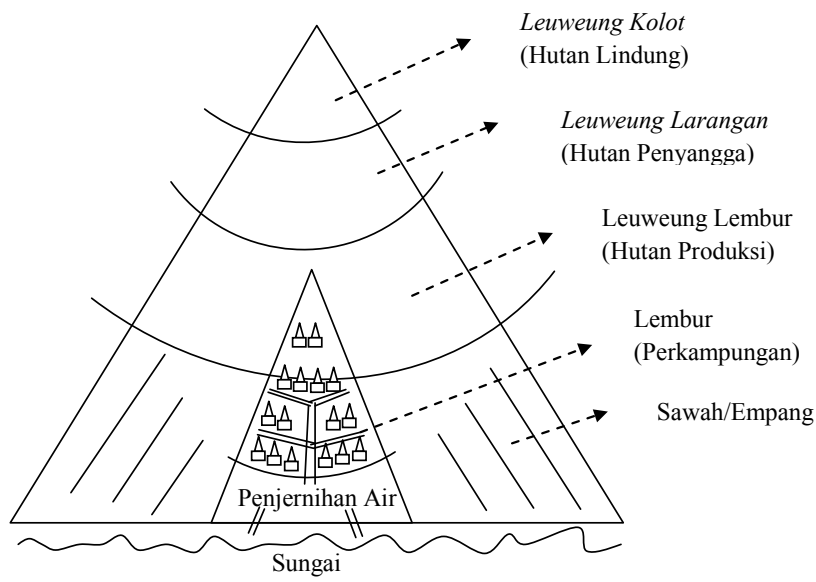 Leuweung Kolot
(Hutan Lindung)
Leuweung Larangan
(Hutan Penyangga)
Leuweung Lembur
(Hutan Produksi)
Lembur
(Perkampungan)
Sawah/Empang
Penjernihan Air
Sungai